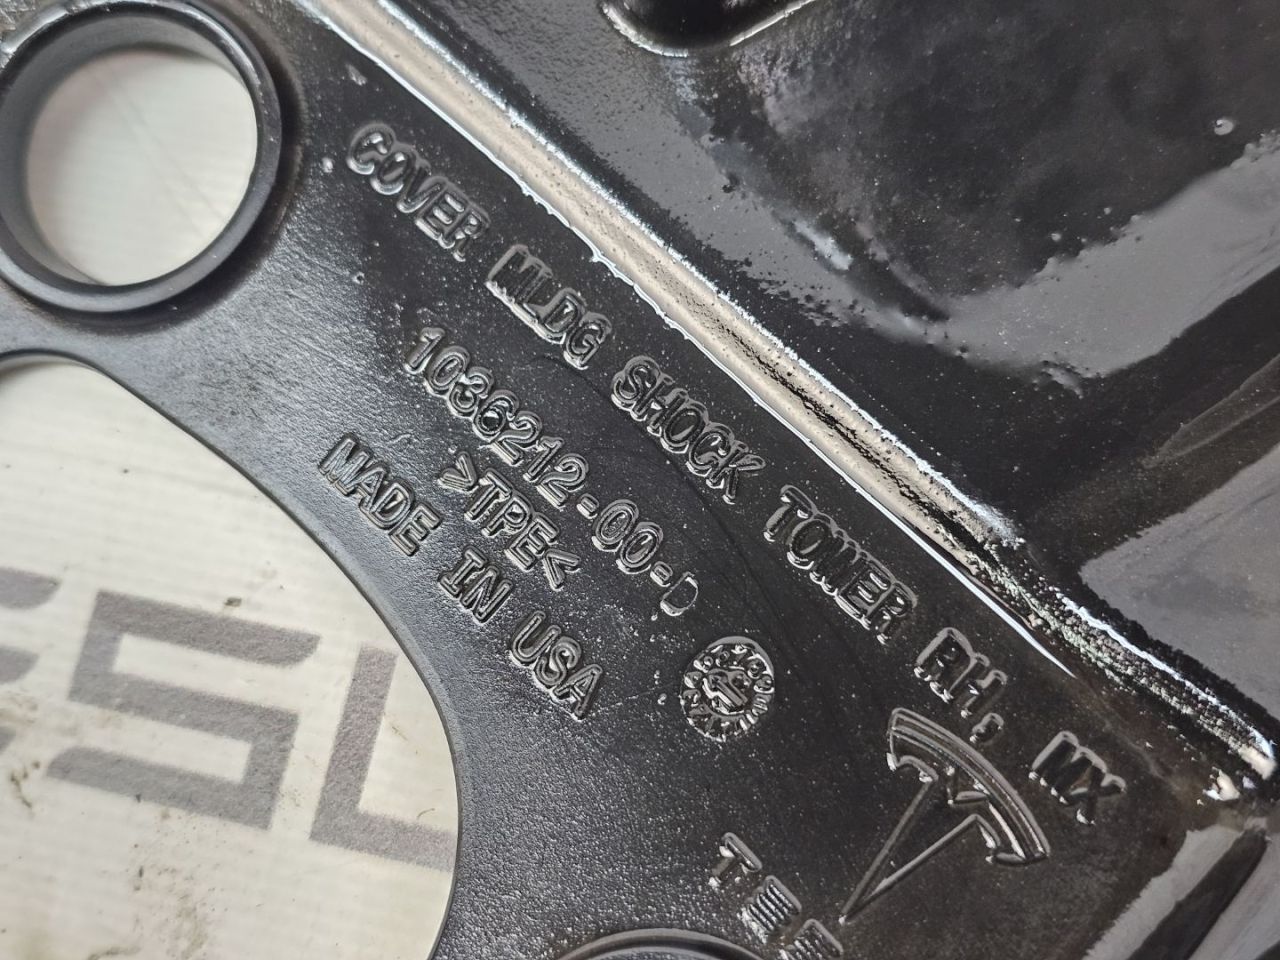 COVER MLDG SHOCK TOWER RH, MX
1036212-00-D
>TPE<
MADE IN USA